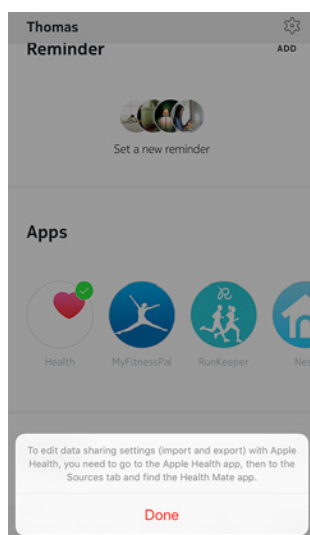 Thomas
Reminder
ADD
Set a new reminder
Apps
Health MyFitnessPal RunKeeper Nes
To edit data sharing settings (import and export) with Apple
Health, you need to go to the Apple Health app, then to the
Sources tab and find the Health Mate app.
Done